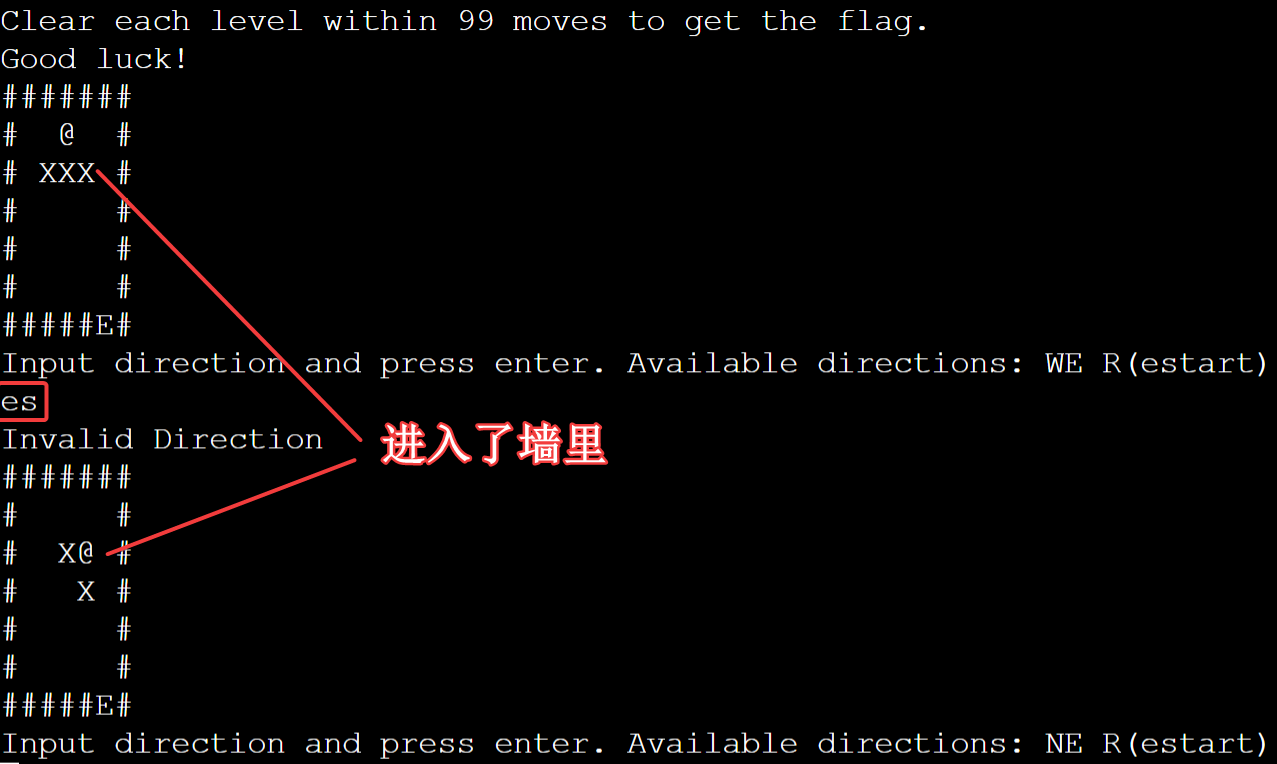 Clear each level within 99 moves to get the flag.
Good luck!
#######
#  @  #
# XXX #
#     #
#     #
#     #
#####E#
Input direction and press enter. Available directions: WE R(estart)
es
Invalid Direction
进入了墙里
#######
#     #
#  X@ #
#   X #
#     #
#     #
#####E#
Input direction and press enter. Available directions: NE R(estart)